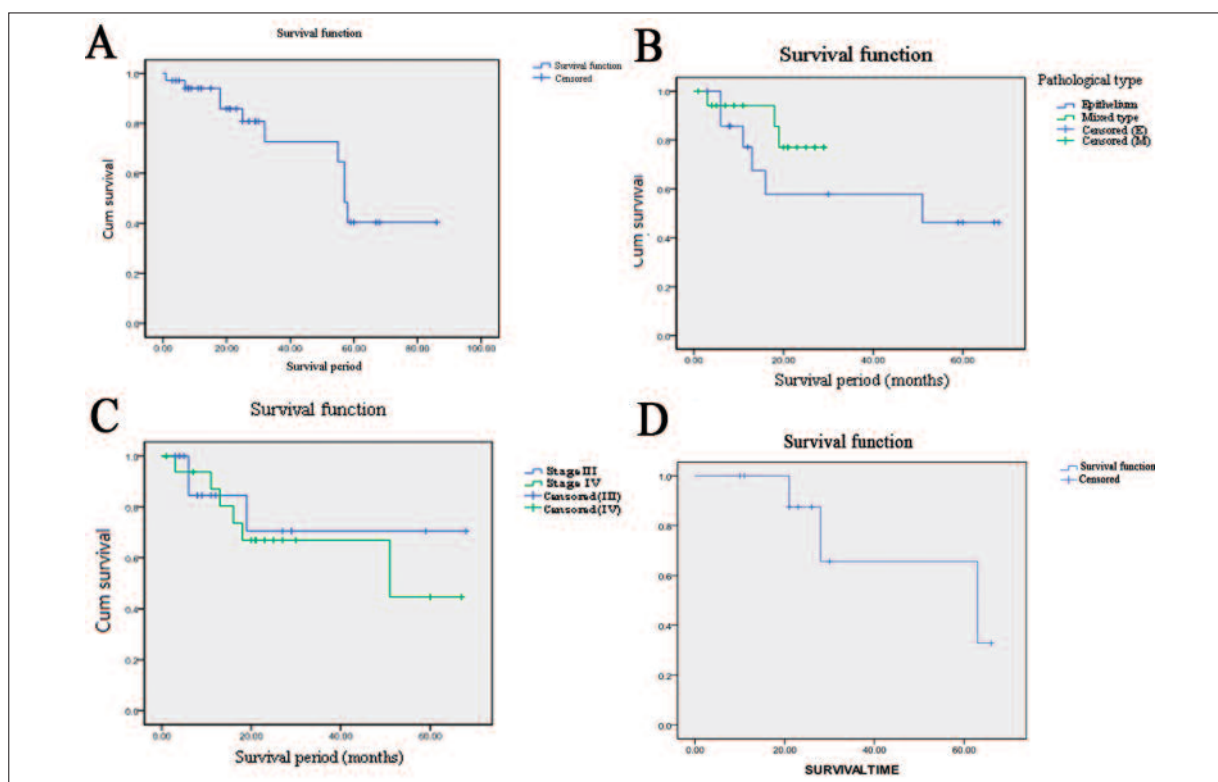 A
Survival function
Survival function
Censored
Cum survival
1.0
0.8
0.6
0.4
0.2
0.0
0.00 20.00 40.00 60.00 80.00 100.00
Survival period
B
Survival function
Pathological type
Epithelium
Mixed type
Censored (E)
Censored (M)
Cum survival
1.0
0.8
0.6
0.4
0.2
0.0
0.00 20.00 40.00 60.00
Survival period (months)
C
Survival function
Stage III
Stage IV
Censored(III)
Censored(IV)
Cum survival
1.0
0.8
0.6
0.4
0.2
0.0
0.00 20.00 40.00 60.00
Survival period (months)
D
Survival function
Survival function
Censored
Cum survival
1.0
0.8
0.6
0.4
0.2
0.0
0.00 20.00 40.00 60.00
SURVIVALTIME